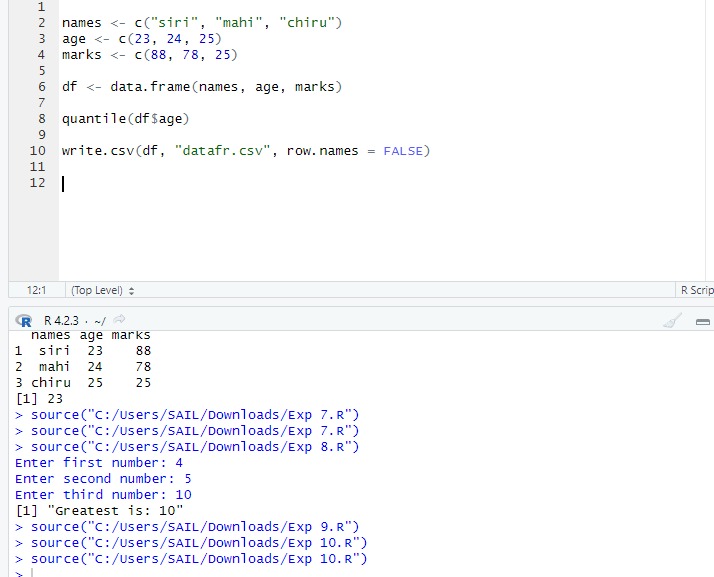 1
2 names <- c("siri", "mahi", "chiru")
3 age <- c(23, 24, 25)
4 marks <- c(88, 78, 25)
5
6 df <- data.frame(names, age, marks)
7
8 quantile(df$age)
9
10 write.csv(df, "datafr.csv", row.names = FALSE)
11
12
12:1 (Top Level) R Scrip
R 4.2.3 · ~/
names age marks
1 siri 23 88
2 mahi 24 78
3 chiru 25 25
[1] 23
> source("C:/Users/SAIL/Downloads/Exp 7.R")
> source("C:/Users/SAIL/Downloads/Exp 7.R")
> source("C:/Users/SAIL/Downloads/Exp 8.R")
Enter first number: 4
Enter second number: 5
Enter third number: 10
[1] "Greatest is: 10"
> source("C:/Users/SAIL/Downloads/Exp 9.R")
> source("C:/Users/SAIL/Downloads/Exp 10.R")
> source("C:/Users/SAIL/Downloads/Exp 10.R")
>